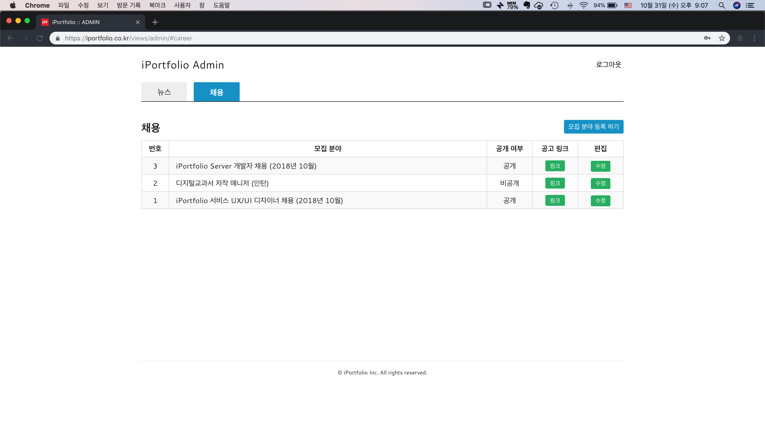 Chrome 파일 수정 보기 방문 기록 북마크 사용자 창 도움말
MEM 79% 94% 10월 31일 (수) 오후 9:07
iPortfolio :: ADMIN
https://iportfolio.co.kr/views/admin/#career
iPortfolio Admin
로그아웃
뉴스 채용
채용
모집 분야 등록 하기
번호 모집 분야 공개 여부 공고 링크 편집
3 iPortfolio Server 개발자 채용 (2018년 10월) 공개 링크 수정
2 디지털교과서 저작 매니저 (인턴) 비공개 링크 수정
1 iPortfolio 서비스 UX/UI 디자이너 채용 (2018년 10월) 공개 링크 수정
© iPortfolio Inc. All rights reserved.